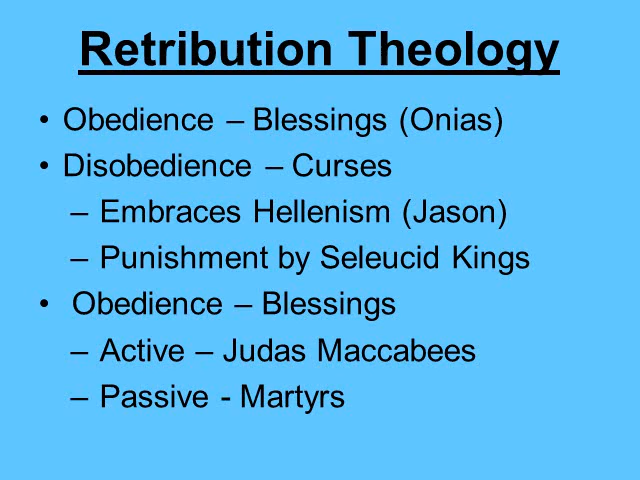 Retribution Theology
• Obedience – Blessings (Onias)
• Disobedience – Curses
– Embraces Hellenism (Jason)
– Punishment by Seleucid Kings
• Obedience – Blessings
– Active – Judas Maccabees
– Passive - Martyrs